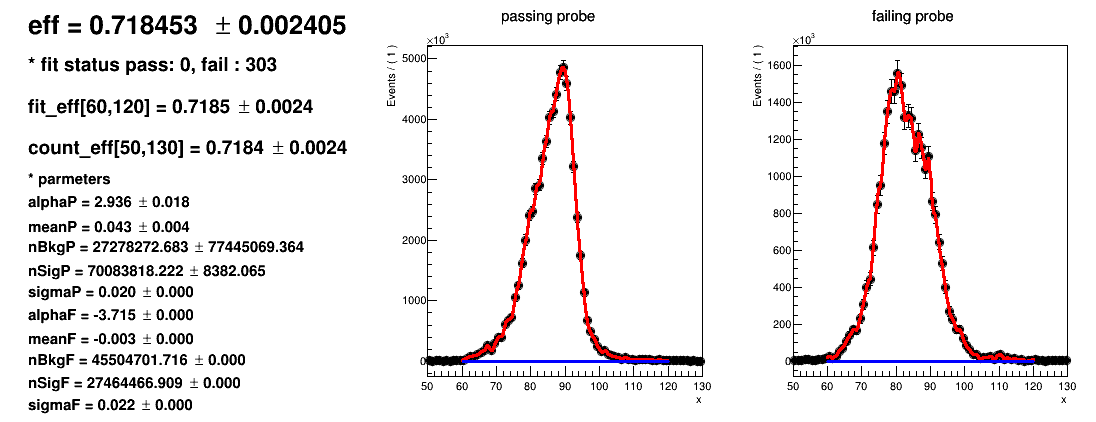 eff = 0.718453 ± 0.002405
* fit status pass: 0, fail : 303
fit_eff[60,120] = 0.7185 ± 0.0024
count_eff[50,130] = 0.7184 ± 0.0024
* parmeters
alphaP = 2.936 ± 0.018
meanP = 0.043 ± 0.004
nBkgP = 27278272.683 ± 77445069.364
nSigP = 70083818.222 ± 8382.065
sigmaP = 0.020 ± 0.000
alphaF = -3.715 ± 0.000
meanF = -0.003 ± 0.000
nBkgF = 45504701.716 ± 0.000
nSigF = 27464466.909 ± 0.000
sigmaF = 0.022 ± 0.000
passing probe
×10³
Events / ( 1 )
5000
4000
3000
2000
1000
0
50 60 70 80 90 100 110 120 130
x
failing probe
×10³
Events / ( 1 )
1600
1400
1200
1000
800
600
400
200
0
50 60 70 80 90 100 110 120 130
x